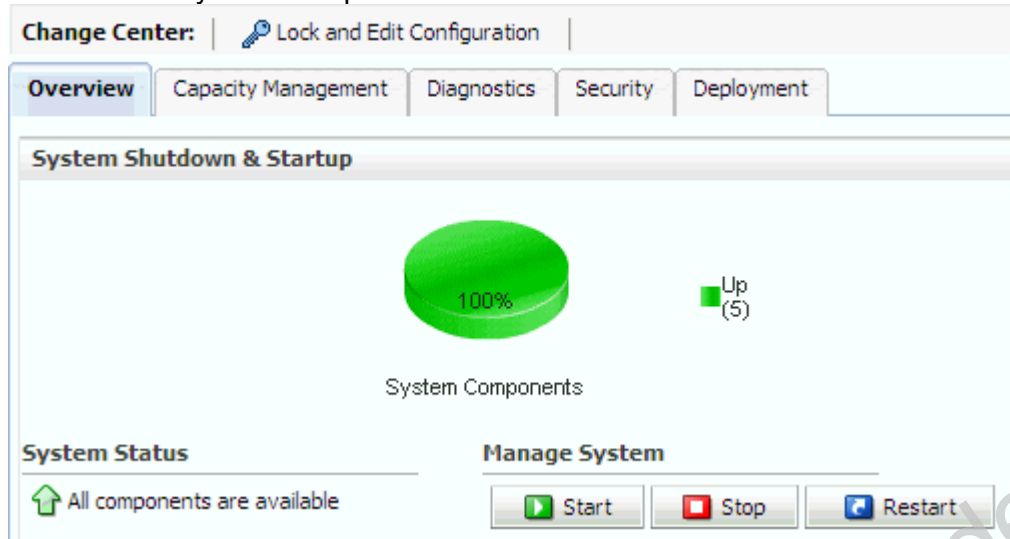 Change Center: Lock and Edit Configuration
Overview Capacity Management Diagnostics Security Deployment
System Shutdown & Startup
100%
Up
(5)
System Components
System Status Manage System
All components are available Start Stop Restart